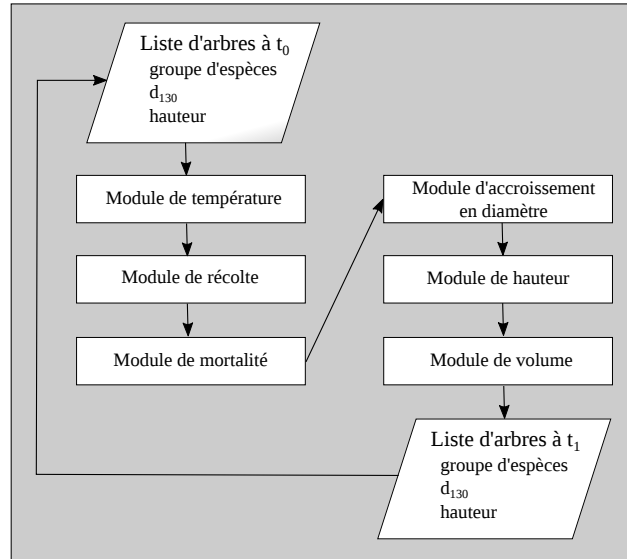 Liste d'arbres à t0
groupe d'espèces
d130
hauteur
Module de température
Module de récolte
Module de mortalité
Module d'accroissement
en diamètre
Module de hauteur
Module de volume
Liste d'arbres à t1
groupe d'espèces
d130
hauteur